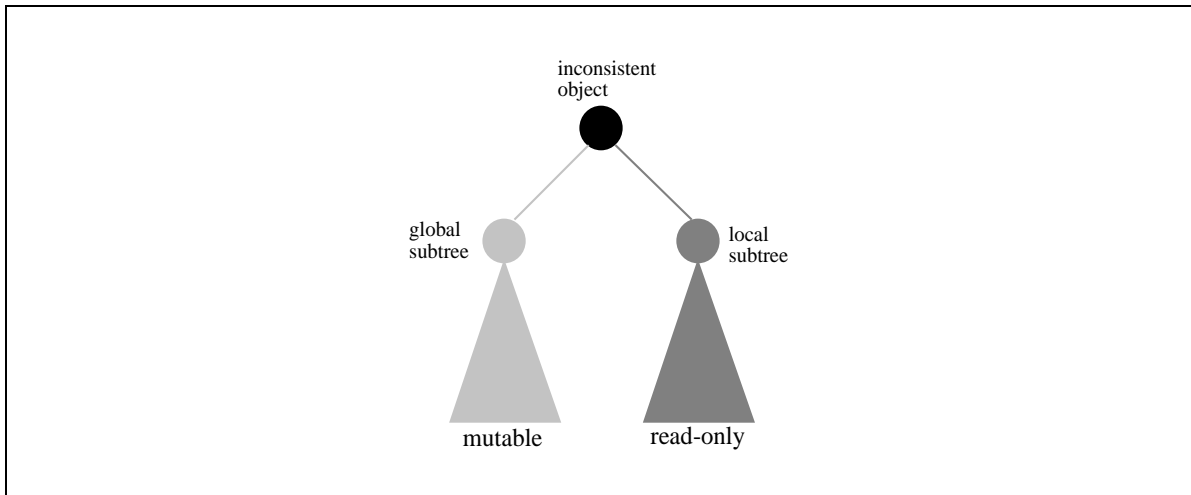 inconsistent
object
global
subtree
local
subtree
mutable
read-only